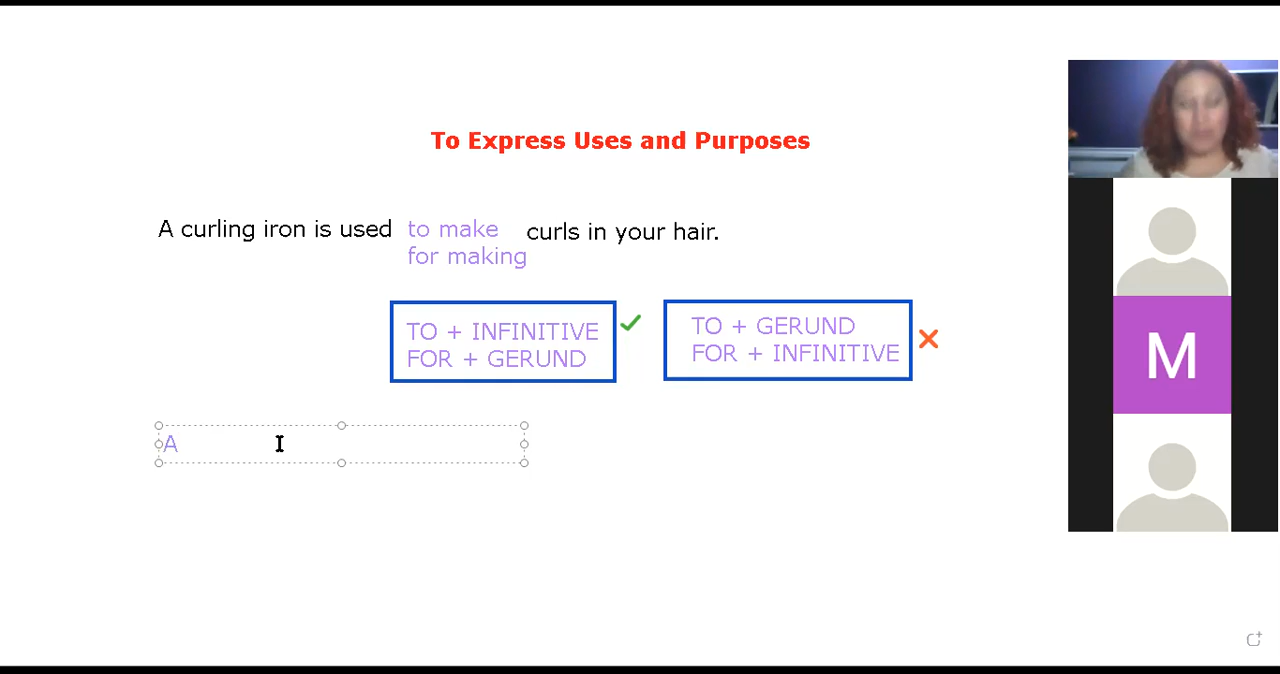 To Express Uses and Purposes
A curling iron is used to make curls in your hair.
for making
TO + INFINITIVE
FOR + GERUND
TO + GERUND
FOR + INFINITIVE
A
M